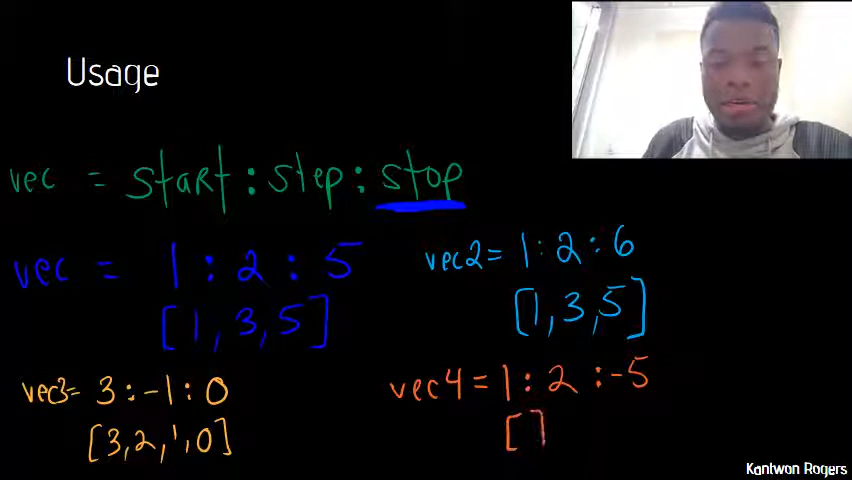 Usage
vec = start : step : stop
vec = 1 : 2 : 5
[1, 3, 5]
vec2 = 1 : 2 : 6
[1, 3, 5]
vec3 = 3 : -1 : 0
[3, 2, 1, 0]
vec4 = 1 : 2 : -5
[]
Kantwon Rogers